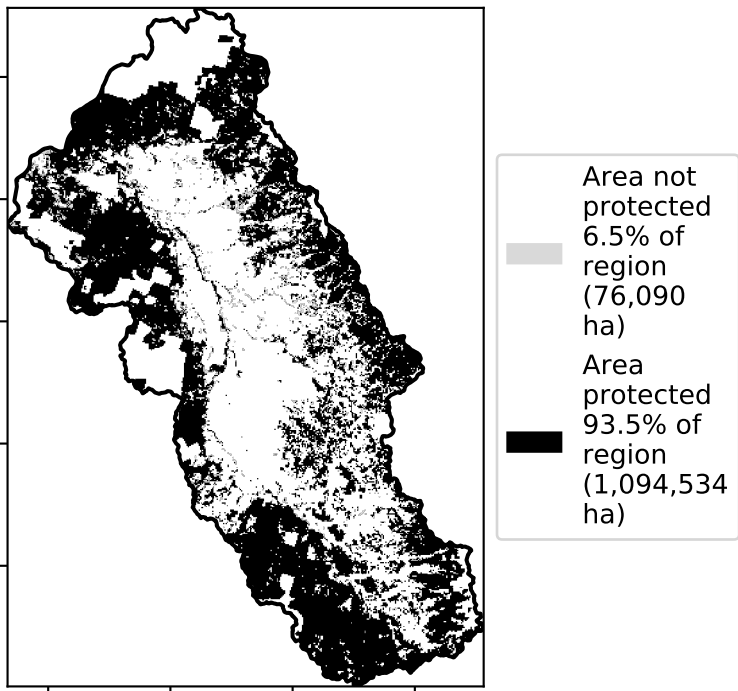 Area not
protected
6.5% of
region
(76,090
ha)
Area
protected
93.5% of
region
(1,094,534
ha)